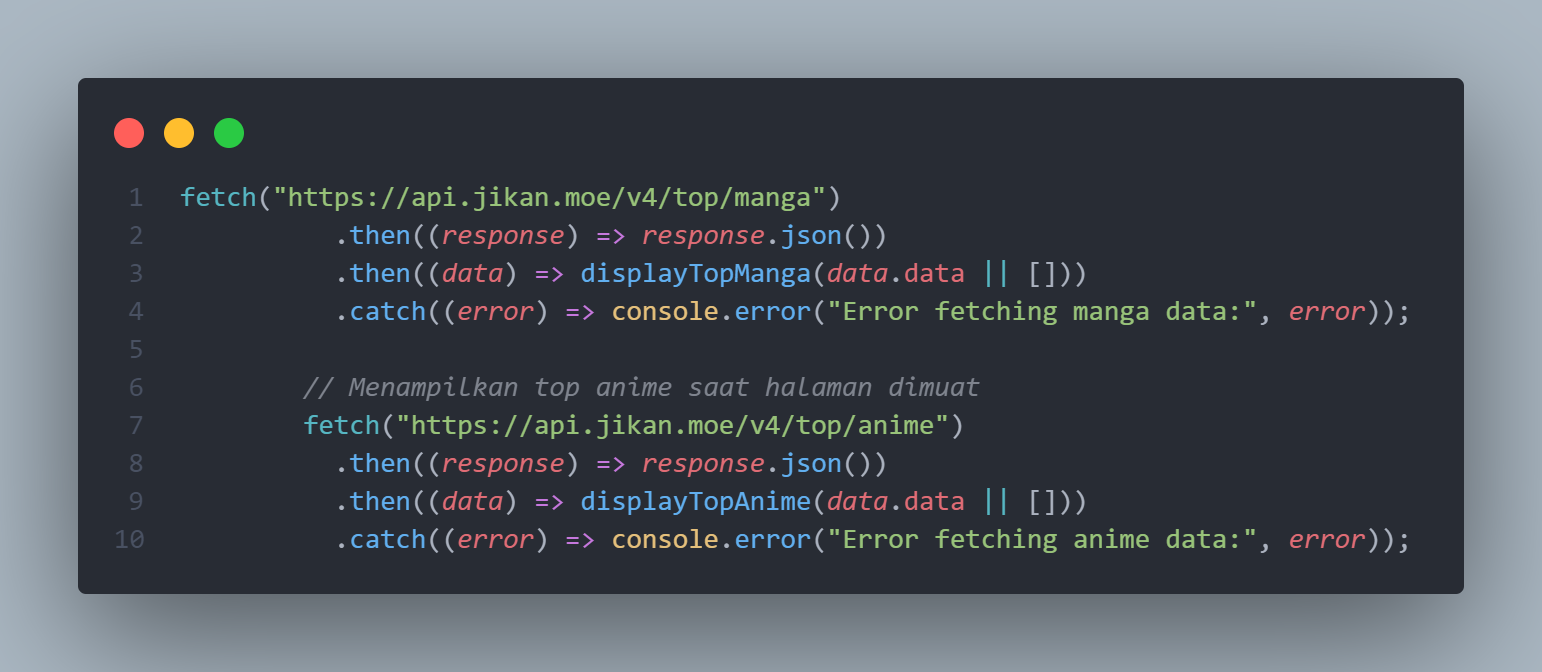 1 fetch("https://api.jikan.moe/v4/top/manga")
2 .then((response) => response.json())
3 .then((data) => displayTopManga(data.data || []))
4 .catch((error) => console.error("Error fetching manga data:", error));
5
6 // Menampilkan top anime saat halaman dimuat
7 fetch("https://api.jikan.moe/v4/top/anime")
8 .then((response) => response.json())
9 .then((data) => displayTopAnime(data.data || []))
10 .catch((error) => console.error("Error fetching anime data:", error));